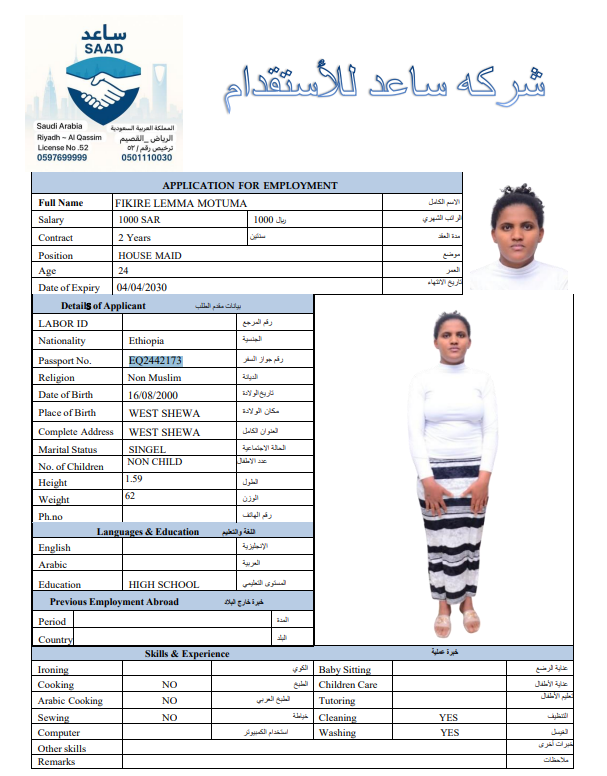 ساعد
SAAD
Saudi Arabia
المملكة العربية السعودية
Riyadh ~ Al Qassim
الرياض _القصيم
License No .52
ترخيص رقم/ ٥٢
0597699999
0501110030
شركه ساعد للأستقدام
APPLICATION FOR EMPLOYMENT
Full Name FIKIRE LEMMA MOTUMA الاسم الكامل
Salary 1000 SAR 1000 ريال الراتب الشهري
Contract 2 Years سنتين مدة العقد
Position HOUSE MAID موضع
Age 24 العمر
Date of Expiry 04/04/2030 تاريخ الانتهاء
Details of Applicant بيانات مقدم الطلب
LABOR ID رقم المرجع
Nationality Ethiopia الجنسية
Passport No. EQ2442173 رقم جواز السفر
Religion Non Muslim الديانة
Date of Birth 16/08/2000 تاريخ الولادة
Place of Birth WEST SHEWA مكان الولادة
Complete Address WEST SHEWA العنوان الكامل
Marital Status SINGEL الحالة الاجتماعية
No. of Children NON CHILD عدد الاطفال
Height 1.59 الطول
Weight 62 الوزن
Ph.no رقم الهاتف
Languages & Education اللغة والتعليم
English الإنجليزية
Arabic العربية
Education HIGH SCHOOL المستوى التعليمي
Previous Employment Abroad خبرة خارج البلاد
Period المدة
Country البلد
Skills & Experience خبرة عملية
Ironing الكوي Baby Sitting عناية الرضع
Cooking NO الطبخ Children Care عناية الأطفال
Arabic Cooking NO الطبخ العربي Tutoring تعليم الأطفال
Sewing NO خياطة Cleaning YES التنظيف
Computer استخدام الكمبيوتر Washing YES الغسيل
Other skills خبرات أخرى
Remarks ملاحظات